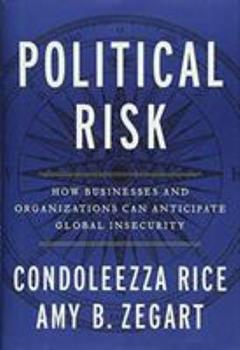 POLITICAL
RISK
HOW BUSINESSES AND
ORGANIZATIONS CAN ANTICIPATE
GLOBAL INSECURITY
CONDOLEEZZA RICE
AMY B. ZEGART